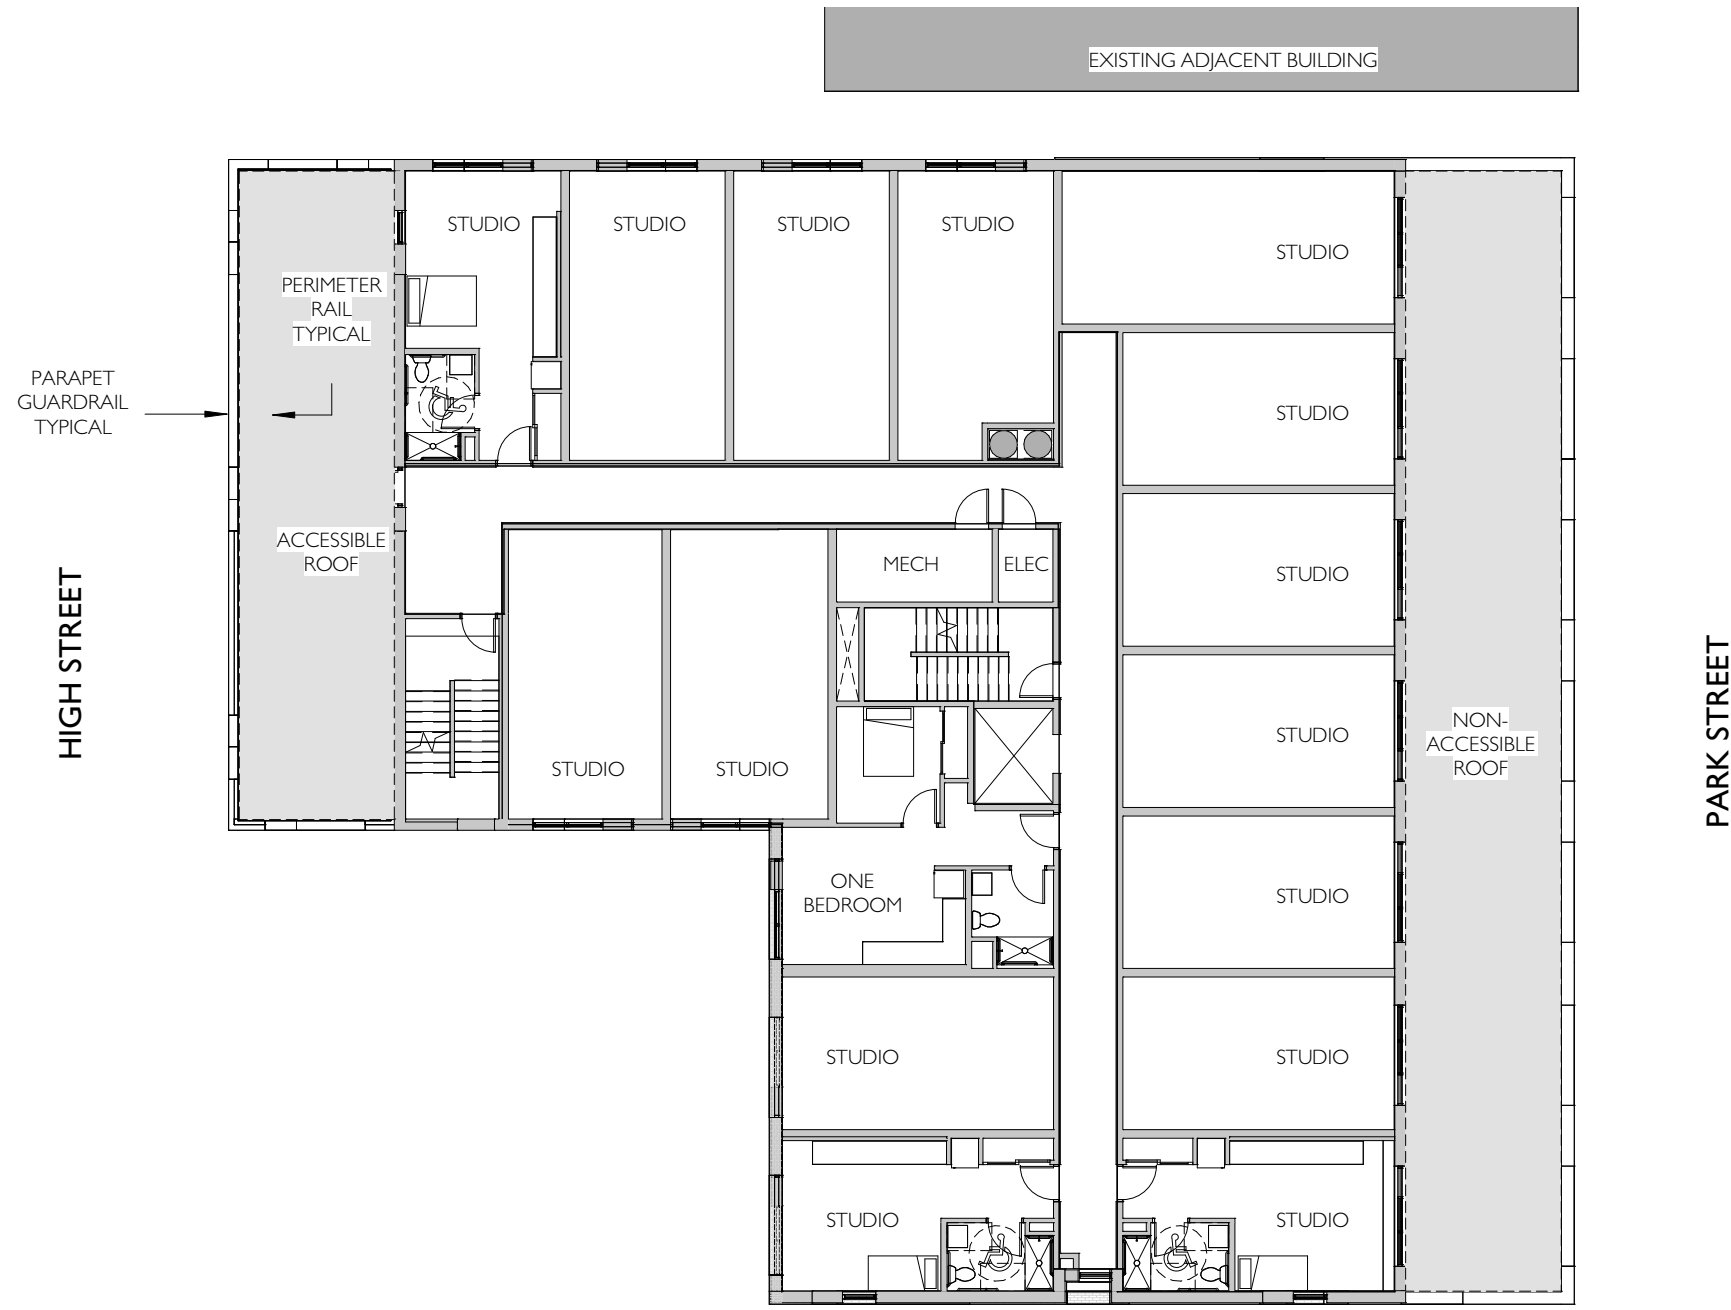 EXISTING ADJACENT BUILDING
STUDIO
STUDIO
STUDIO
STUDIO
STUDIO
PERIMETER
RAIL
TYPICAL
PARAPET
GUARDRAIL
TYPICAL
STUDIO
ACCESSIBLE
ROOF
MECH
ELEC
STUDIO
HIGH STREET
STUDIO
STUDIO
STUDIO
NON-
ACCESSIBLE
ROOF
PARK STREET
ONE
BEDROOM
STUDIO
STUDIO
STUDIO
STUDIO
STUDIO